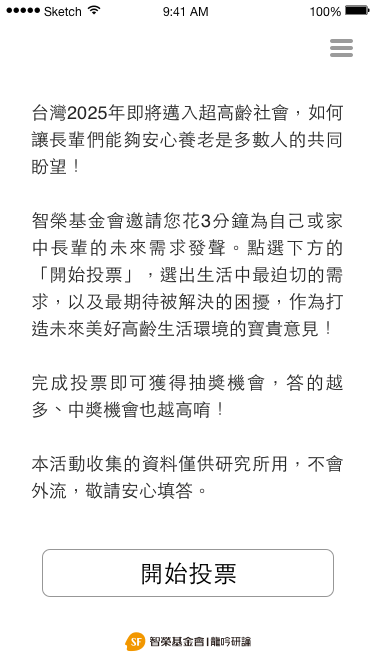 Sketch 9:41 AM 100%
台灣2025年即將邁入超高齡社會，如何
讓長輩們能夠安心養老是多數人的共同
盼望！
智榮基金會邀請您花3分鐘為自己或家
中長輩的未來需求發聲。點選下方的
「開始投票」，選出生活中最迫切的需
求，以及最期待被解決的困擾，作為打
造未來美好高齡生活環境的寶貴意見！
完成投票即可獲得抽獎機會，答的越
多、中獎機會也越高唷！
本活動收集的資料僅供研究所用，不會
外流，敬請安心填答。
開始投票
SF 智榮基金會|龍吟研論